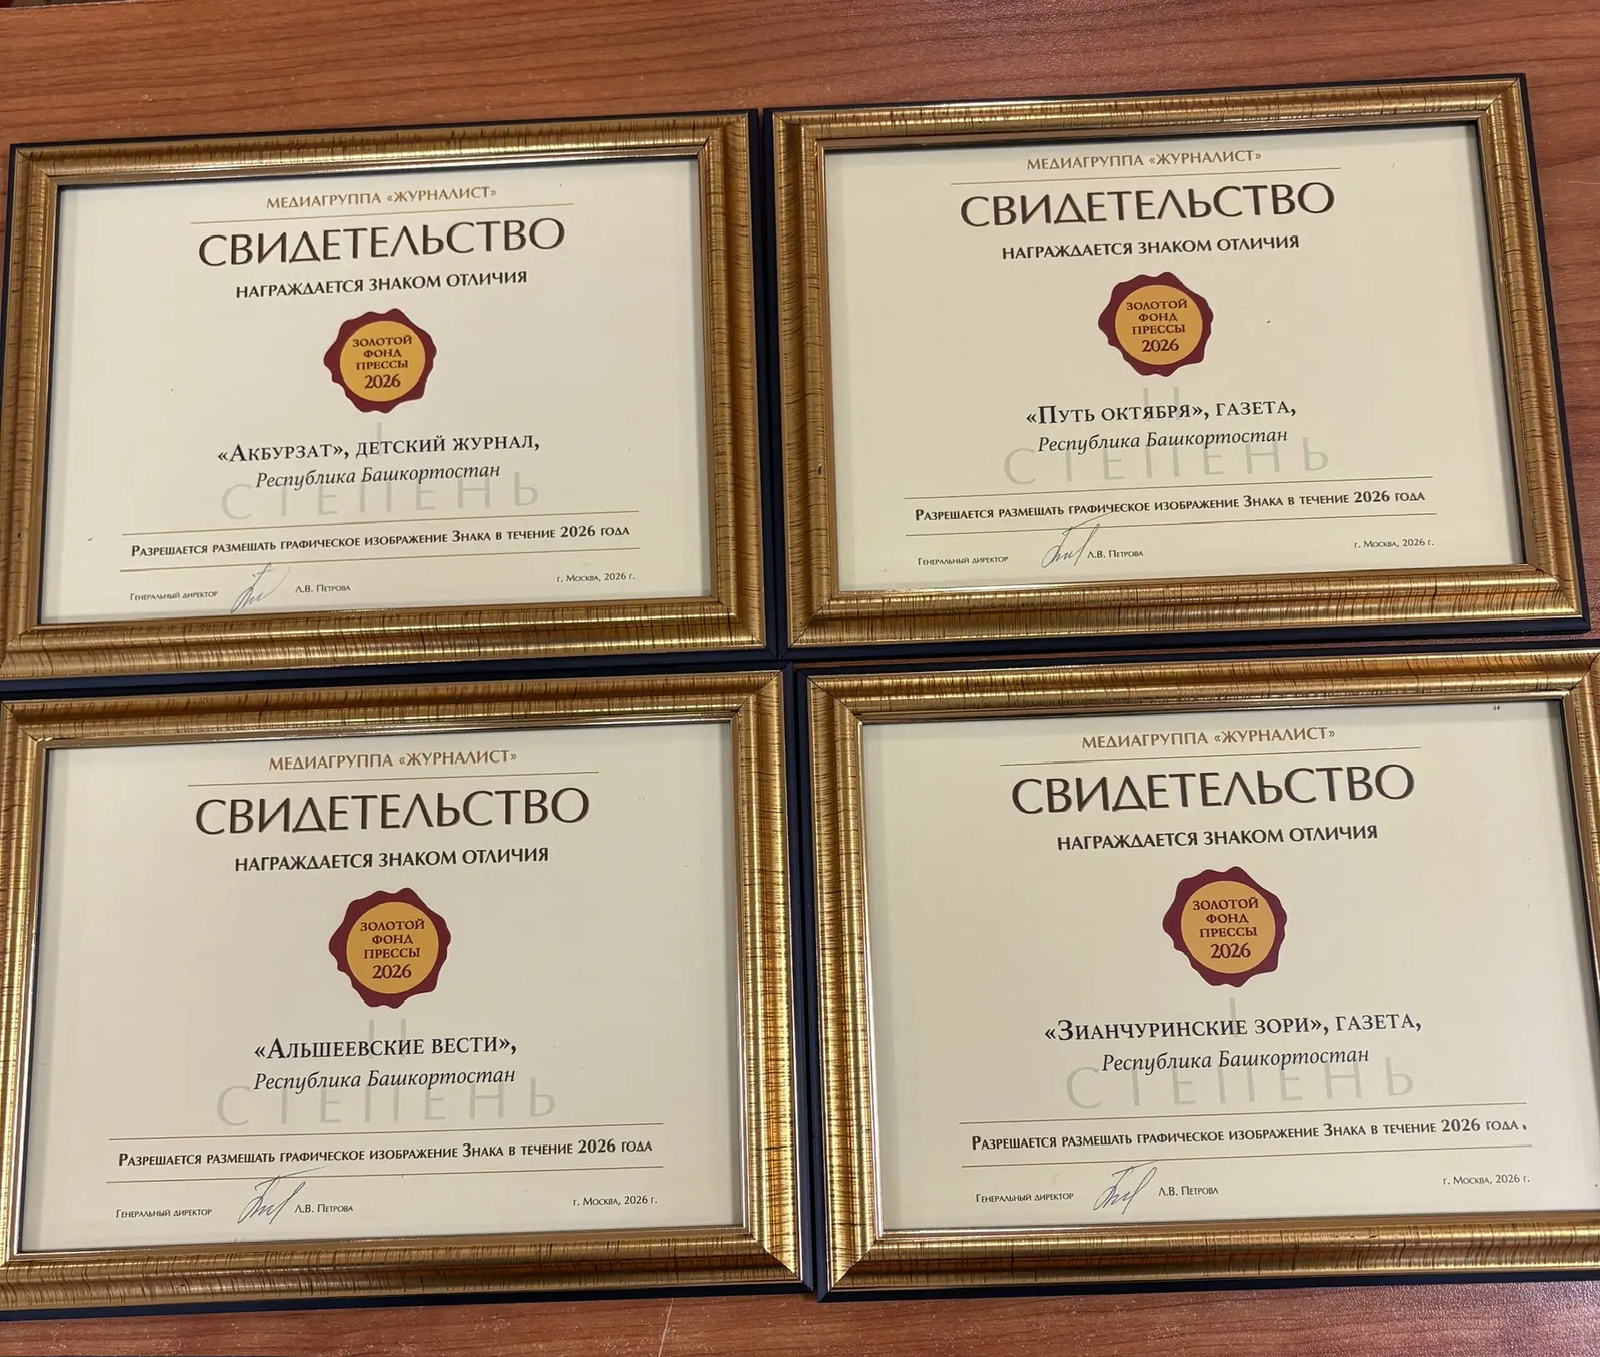 МЕДИАГРУППА «ЖУРНАЛИСТ»
СВИДЕТЕЛЬСТВО
НАГРАЖДАЕТСЯ ЗНАКОМ ОТЛИЧИЯ
ЗОЛОТОЙ
ФОНД
ПРЕССЫ
2026
I
«Акбурзат», детский журнал,
Республика Башкортостан
СТЕПЕНЬ
Разрешается размещать графическое изображение Знака в течение 2026 года
Генеральный директор Л.В. Петрова г. Москва, 2026 г.
МЕДИАГРУППА «ЖУРНАЛИСТ»
СВИДЕТЕЛЬСТВО
НАГРАЖДАЕТСЯ ЗНАКОМ ОТЛИЧИЯ
ЗОЛОТОЙ
ФОНД
ПРЕССЫ
2026
II
«Путь октября», газета,
Республика Башкортостан
СТЕПЕНЬ
Разрешается размещать графическое изображение Знака в течение 2026 года
Генеральный директор Л.В. Петрова г. Москва, 2026 г.
МЕДИАГРУППА «ЖУРНАЛИСТ»
СВИДЕТЕЛЬСТВО
НАГРАЖДАЕТСЯ ЗНАКОМ ОТЛИЧИЯ
ЗОЛОТОЙ
ФОНД
ПРЕССЫ
2026
II
«Альшеевские вести»,
Республика Башкортостан
СТЕПЕНЬ
Разрешается размещать графическое изображение Знака в течение 2026 года
Генеральный директор Л.В. Петрова г. Москва, 2026 г.
МЕДИАГРУППА «ЖУРНАЛИСТ»
СВИДЕТЕЛЬСТВО
НАГРАЖДАЕТСЯ ЗНАКОМ ОТЛИЧИЯ
ЗОЛОТОЙ
ФОНД
ПРЕССЫ
2026
I
«Зианчуринские зори», газета,
Республика Башкортостан
СТЕПЕНЬ
Разрешается размещать графическое изображение Знака в течение 2026 года
Генеральный директор Л.В. Петрова г. Москва, 2026 г.